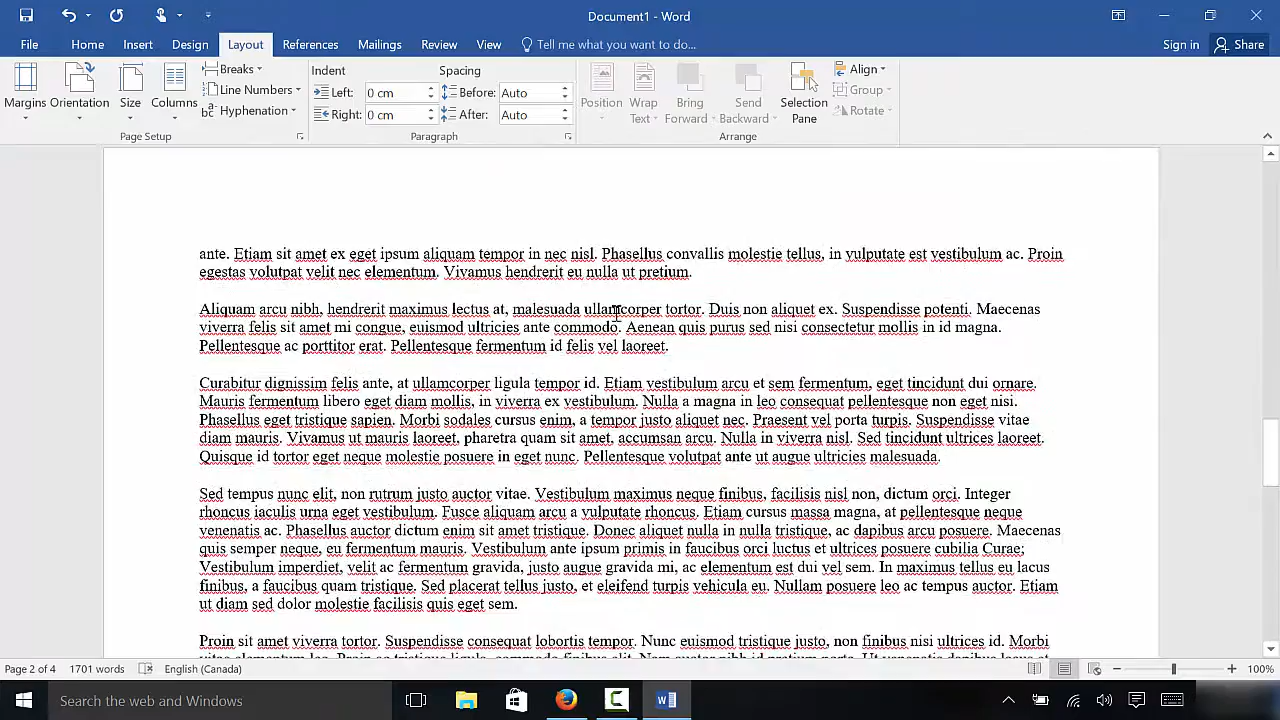 Document1 - Word
File Home Insert Design Layout References Mailings Review View Tell me what you want to do... Sign in Share
Margins Orientation Size Columns
Breaks
Line Numbers
Hyphenation
Page Setup
Indent
Left: 0 cm
Right: 0 cm
Spacing
Before: Auto
After: Auto
Paragraph
Position
Wrap Text
Bring Forward
Send Backward
Selection Pane
Align
Group
Rotate
Arrange
ante. Etiam sit amet ex eget ipsum aliquam tempor in nec nisl. Phasellus convallis molestie tellus, in vulputate est vestibulum ac. Proin
egestas volutpat velit nec elementum. Vivamus hendrerit eu nulla ut pretium.
Aliquam arcu nibh, hendrerit maximus lectus at, malesuada ullamcorper tortor. Duis non aliquet ex. Suspendisse potenti. Maecenas
viverra felis sit amet mi congue, euismod ultricies ante commodo. Aenean quis purus sed nisi consectetur mollis in id magna.
Pellentesque ac porttitor erat. Pellentesque fermentum id felis vel laoreet.
Curabitur dignissim felis ante, at ullamcorper ligula tempor id. Etiam vestibulum arcu et sem fermentum, eget tincidunt dui ornare.
Mauris fermentum libero eget diam mollis, in viverra ex vestibulum. Nulla a magna in leo consequat pellentesque non eget nisi.
Phasellus eget tristique sapien. Morbi sodales cursus enim, a tempor justo aliquet nec. Praesent vel porta turpis. Suspendisse vitae
diam mauris. Vivamus ut mauris laoreet, pharetra quam sit amet, accumsan arcu. Nulla in viverra nisl. Sed tincidunt ultrices laoreet.
Quisque id tortor eget neque molestie posuere in eget nunc. Pellentesque volutpat ante ut augue ultricies malesuada.
Sed tempus nunc elit, non rutrum justo auctor vitae. Vestibulum maximus neque finibus, facilisis nisl non, dictum orci. Integer
rhoncus iaculis urna eget vestibulum. Fusce aliquam arcu a vulputate rhoncus. Etiam cursus massa magna, at pellentesque neque
venenatis ac. Phasellus auctor dictum enim sit amet tristique. Donec aliquet nulla in nulla tristique, ac dapibus arcu posuere. Maecenas
quis semper neque, eu fermentum mauris. Vestibulum ante ipsum primis in faucibus orci luctus et ultrices posuere cubilia Curae;
Vestibulum imperdiet, velit ac fermentum gravida, justo augue gravida mi, ac elementum est dui vel sem. In maximus tellus eu lacus
finibus, a faucibus quam tristique. Sed placerat tellus justo, et eleifend turpis vehicula eu. Nullam posuere leo ac tempus auctor. Etiam
ut diam sed dolor molestie facilisis quis eget sem.
Proin sit amet viverra tortor. Suspendisse consequat lobortis tempor. Nunc euismod tristique justo, non finibus nisi ultrices id. Morbi
Page 2 of 4 1701 words English (Canada) 100%
Search the web and Windows